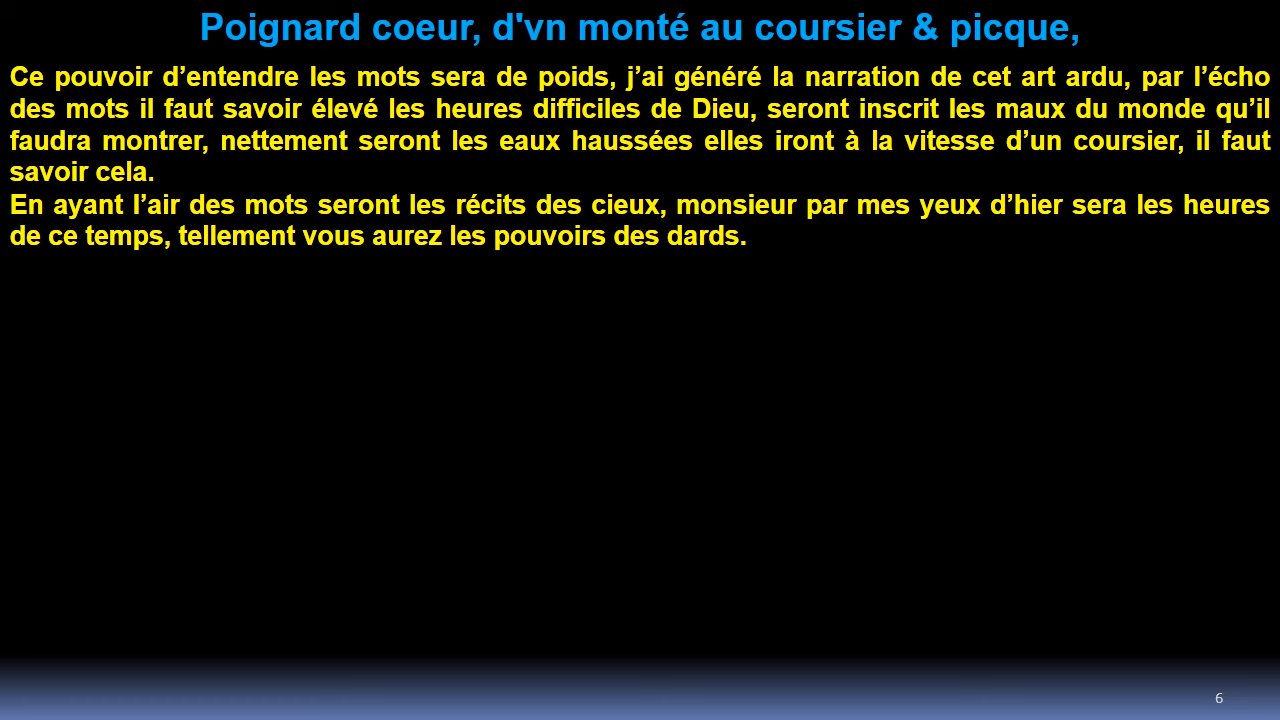 Poignard coeur, d'vn monté au coursier & picque,
Ce pouvoir d’entendre les mots sera de poids, j’ai généré la narration de cet art ardu, par l’écho
des mots il faut savoir élevé les heures difficiles de Dieu, seront inscrit les maux du monde qu’il
faudra montrer, nettement seront les eaux haussées elles iront à la vitesse d’un coursier, il faut
savoir cela.
En ayant l’air des mots seront les récits des cieux, monsieur par mes yeux d’hier sera les heures
de ce temps, tellement vous aurez les pouvoirs des dards.
6